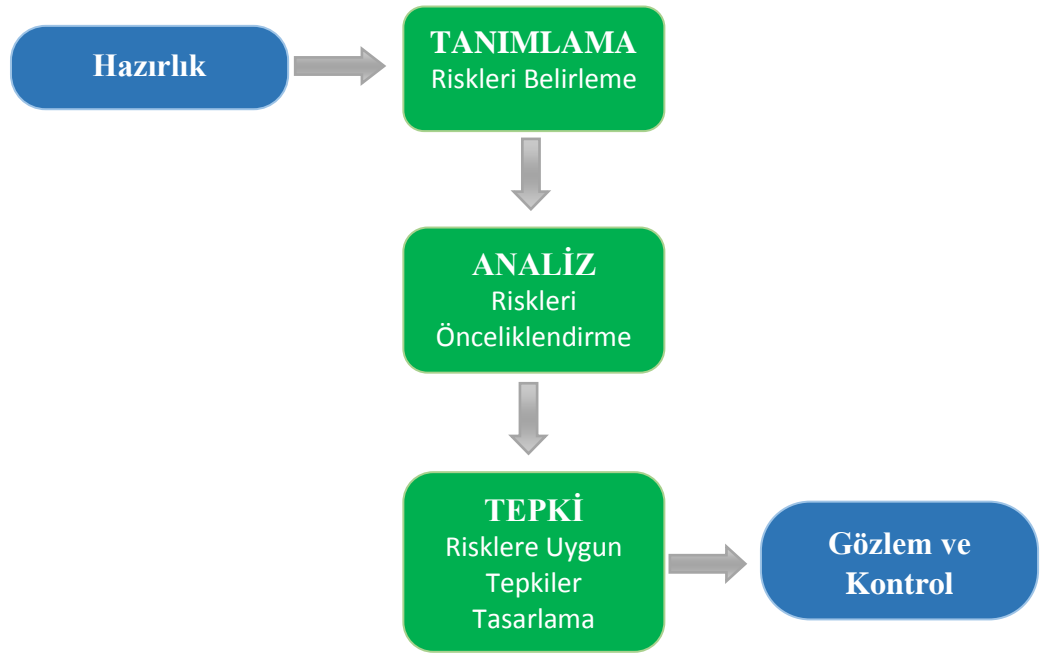 Hazırlık
TANIMLAMA
Riskleri Belirleme
ANALİZ
Riskleri
Önceliklendirme
TEPKİ
Risklere Uygun
Tepkiler
Tasarlama
Gözlem ve
Kontrol